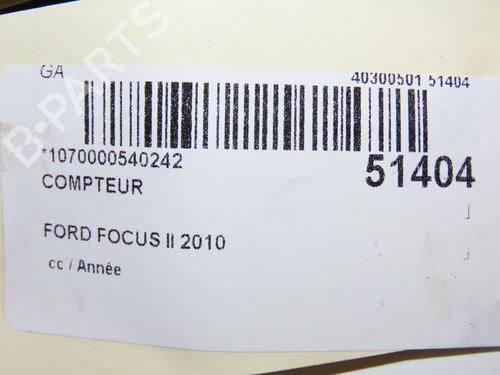 GA
40300501 51404
*1070000540242
51404
COMPTEUR
FORD FOCUS II 2010
cc / Année
B-PARTS